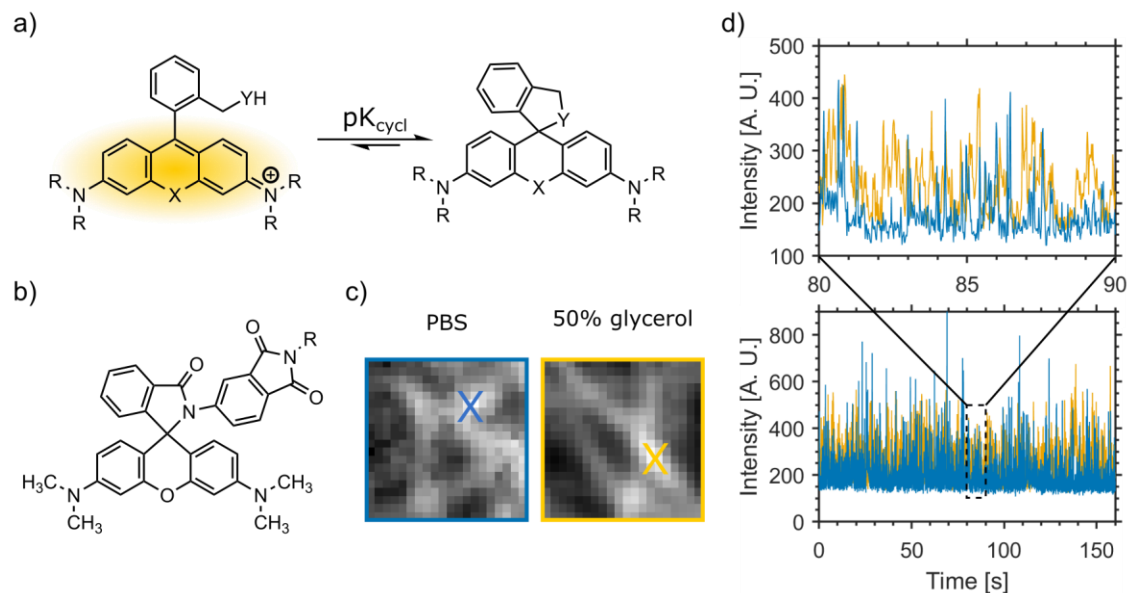 a)
YH
R
N
R
X
⊕
N
R
R
pKcycl
Y
R
N
R
X
N
R
R
b)
O
O
N
R
N
O
H3C
N
CH3
O
N
CH3
CH3
c)
PBS
50% glycerol
X
X
d)
Intensity [A. U.]
500
400
300
200
100
80
85
90
Intensity [A. U.]
800
600
400
200
0
0
50
100
150
Time [s]